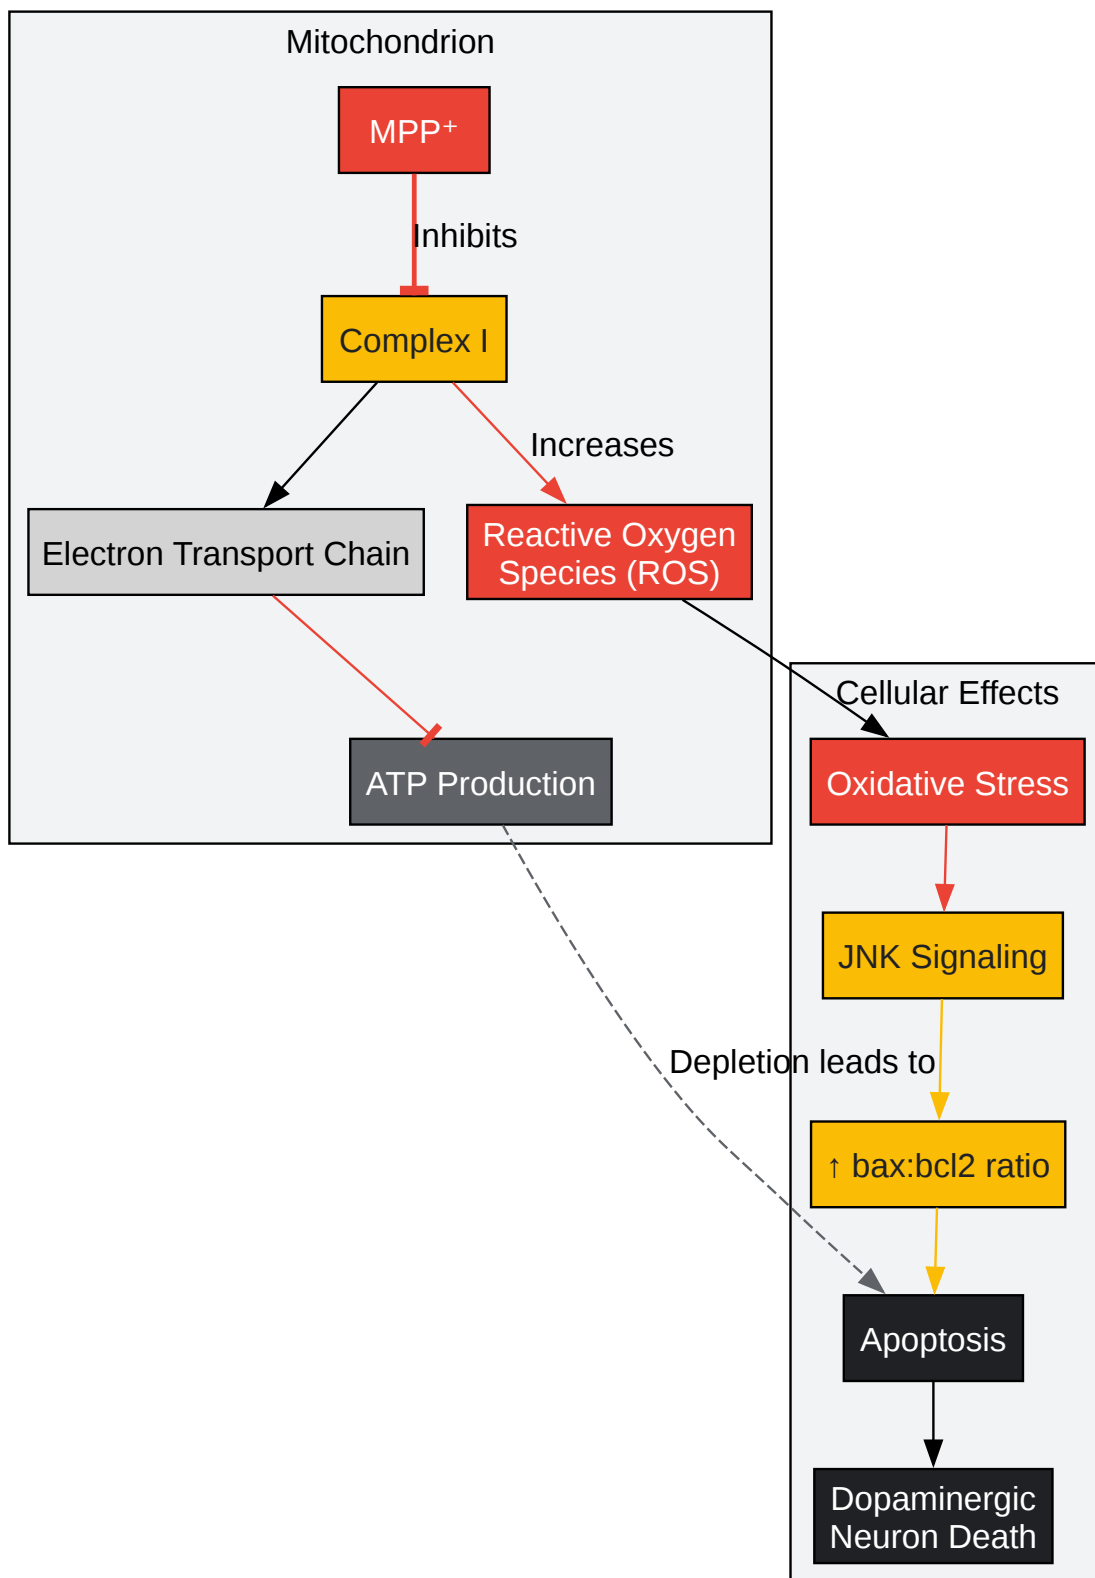 Mitochondrion
MPP⁺
Inhibits
Complex I
Increases
Electron Transport Chain
Reactive Oxygen
Species (ROS)
Cellular Effects
ATP Production
Oxidative Stress
JNK Signaling
Depletion leads to
↑ bax:bcl2 ratio
Apoptosis
Dopaminergic
Neuron Death